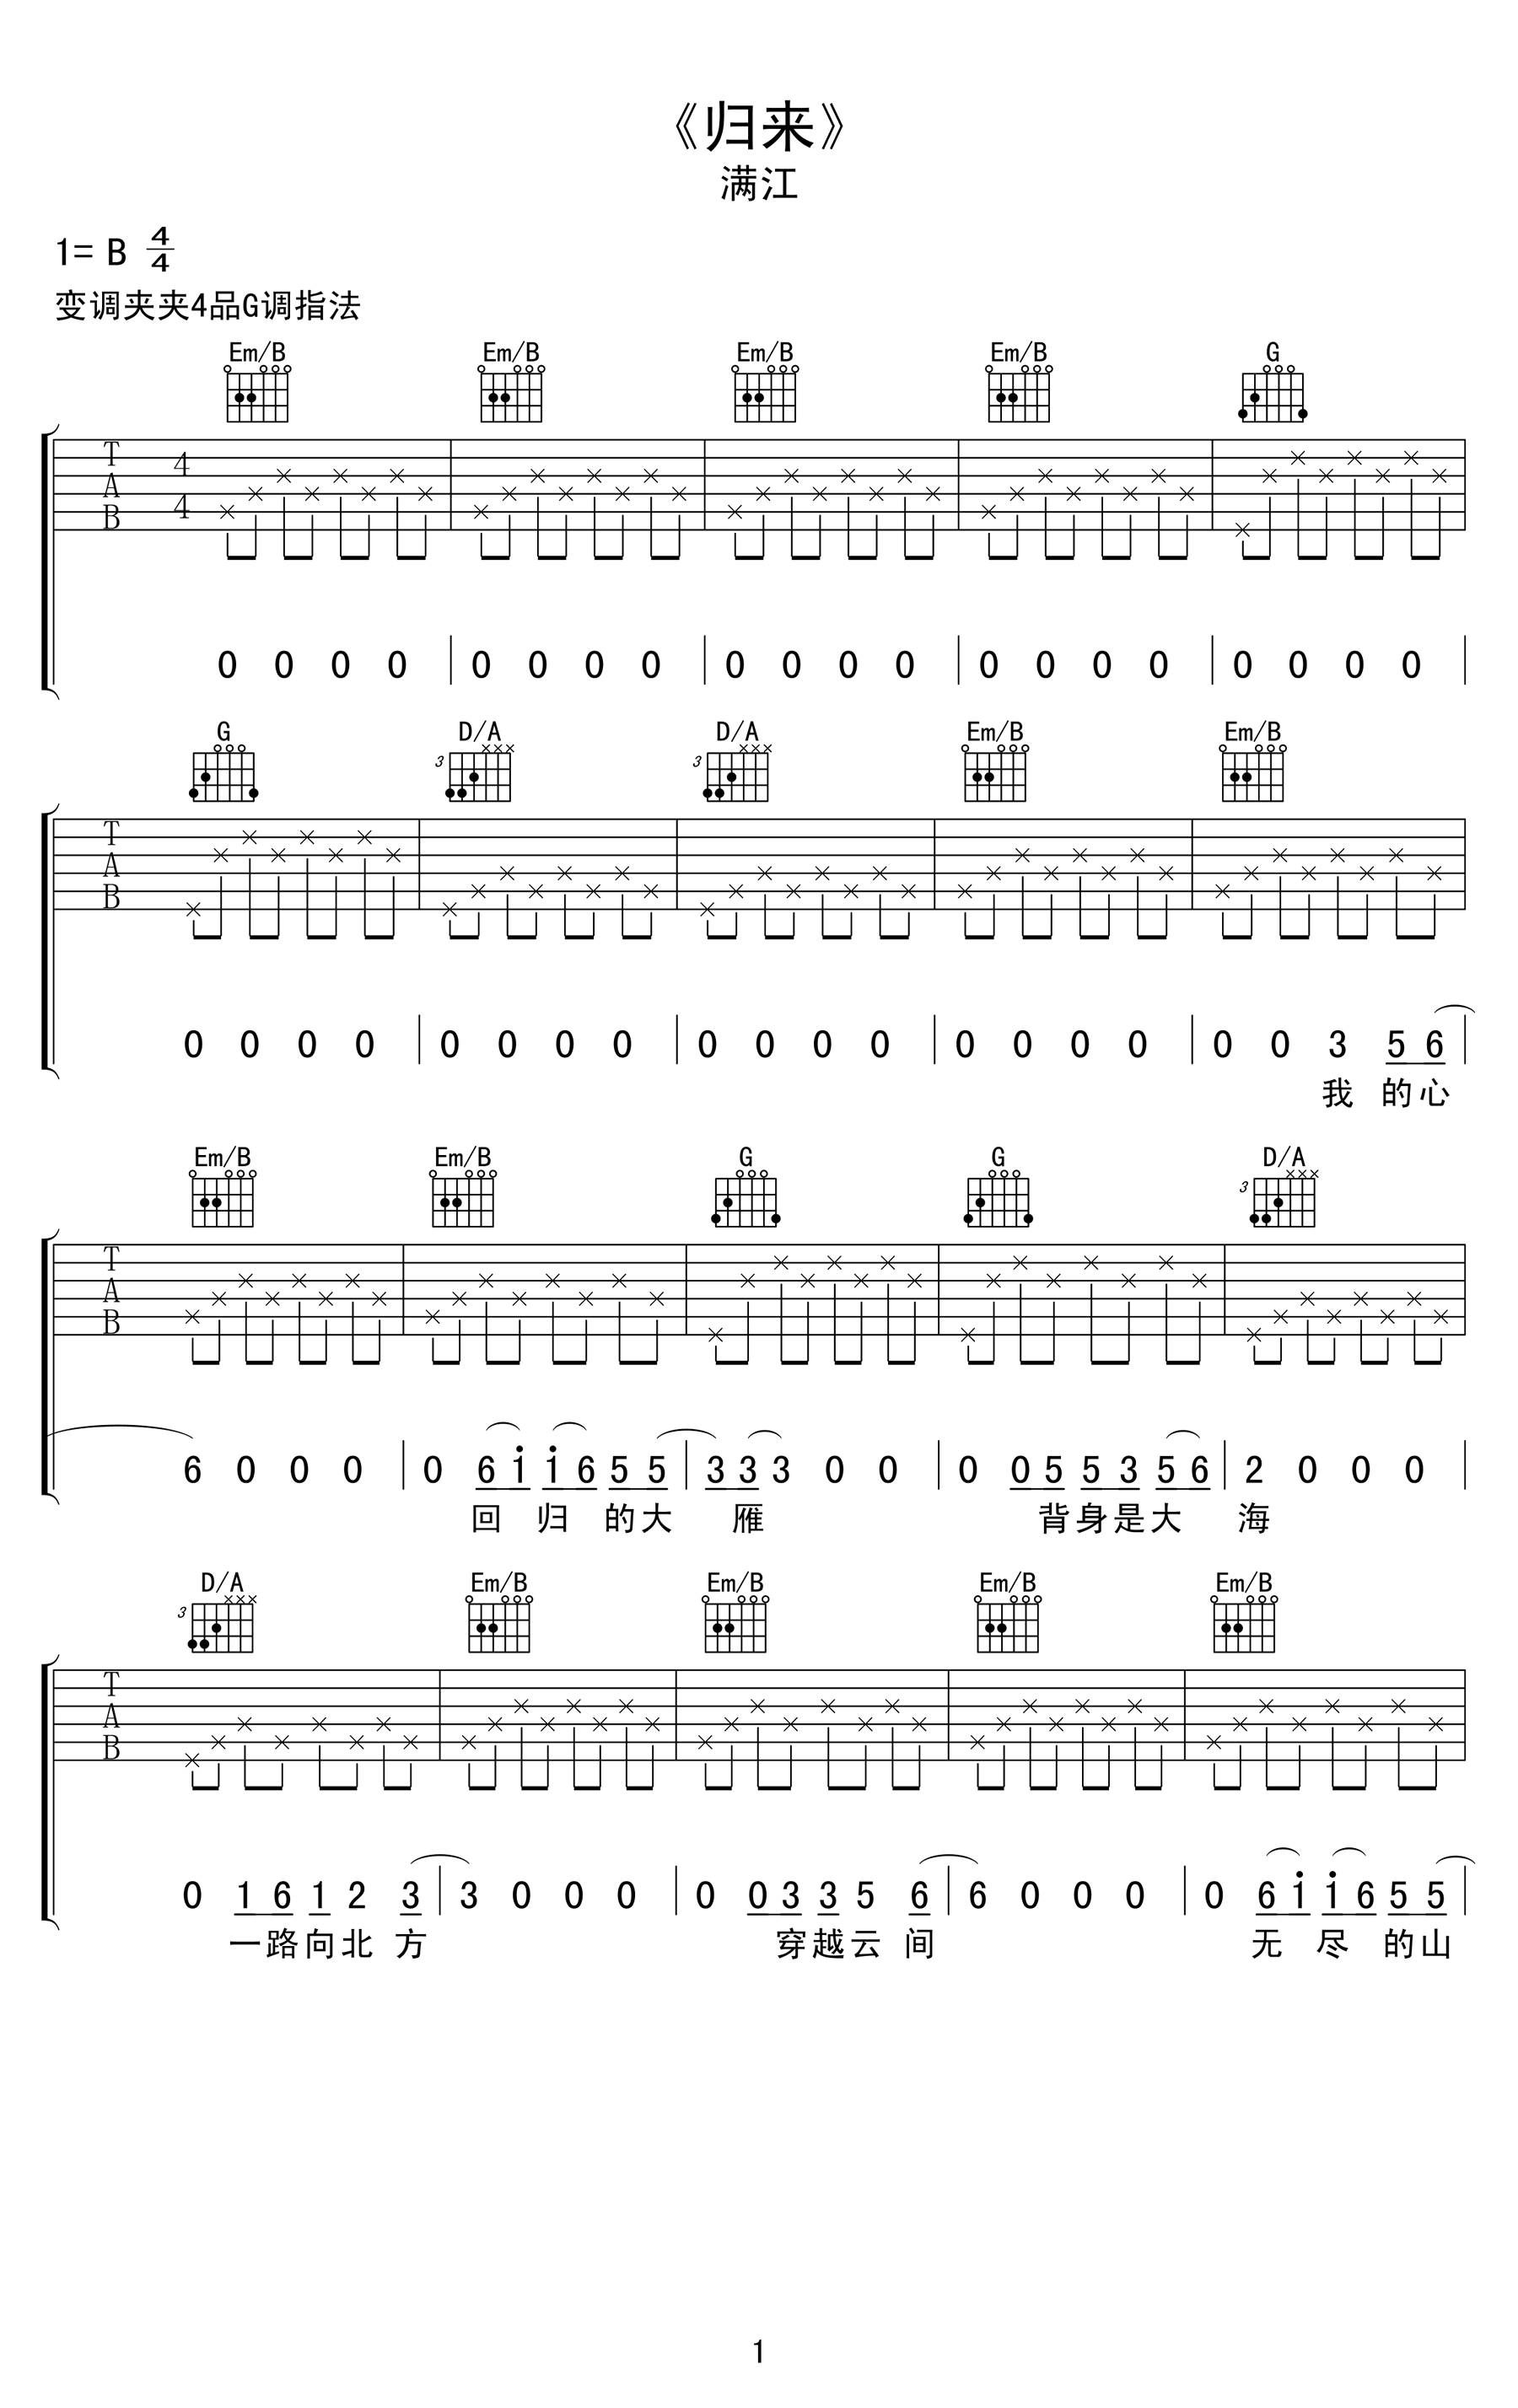 《归来》
满江
1= B 4/4
变调夹夹4品G调指法
Em/B Em/B Em/B Em/B G
T A B 4 4
0 0 0 0 0 0 0 0 0 0 0 0 0 0 0 0 0 0 0 0
G D/A D/A Em/B Em/B
3 3
T A B
0 0 0 0 0 0 0 0 0 0 0 0 0 0 0 0 0 0 3 5 6
我 的 心
Em/B Em/B G G D/A
3
T A B
6 0 0 0 0 6 i i 6 5 5 3 3 3 0 0 0 0 5 5 3 5 6 2 0 0 0
回 归 的 大 雁 背 身 是 大 海
D/A Em/B Em/B Em/B Em/B
3
T A B
0 1 6 1 2 3 3 0 0 0 0 0 3 3 5 6 6 0 0 0 0 6 i i 6 5 5
一 路 向 北 方 穿 越 云 间 无 尽 的 山
1